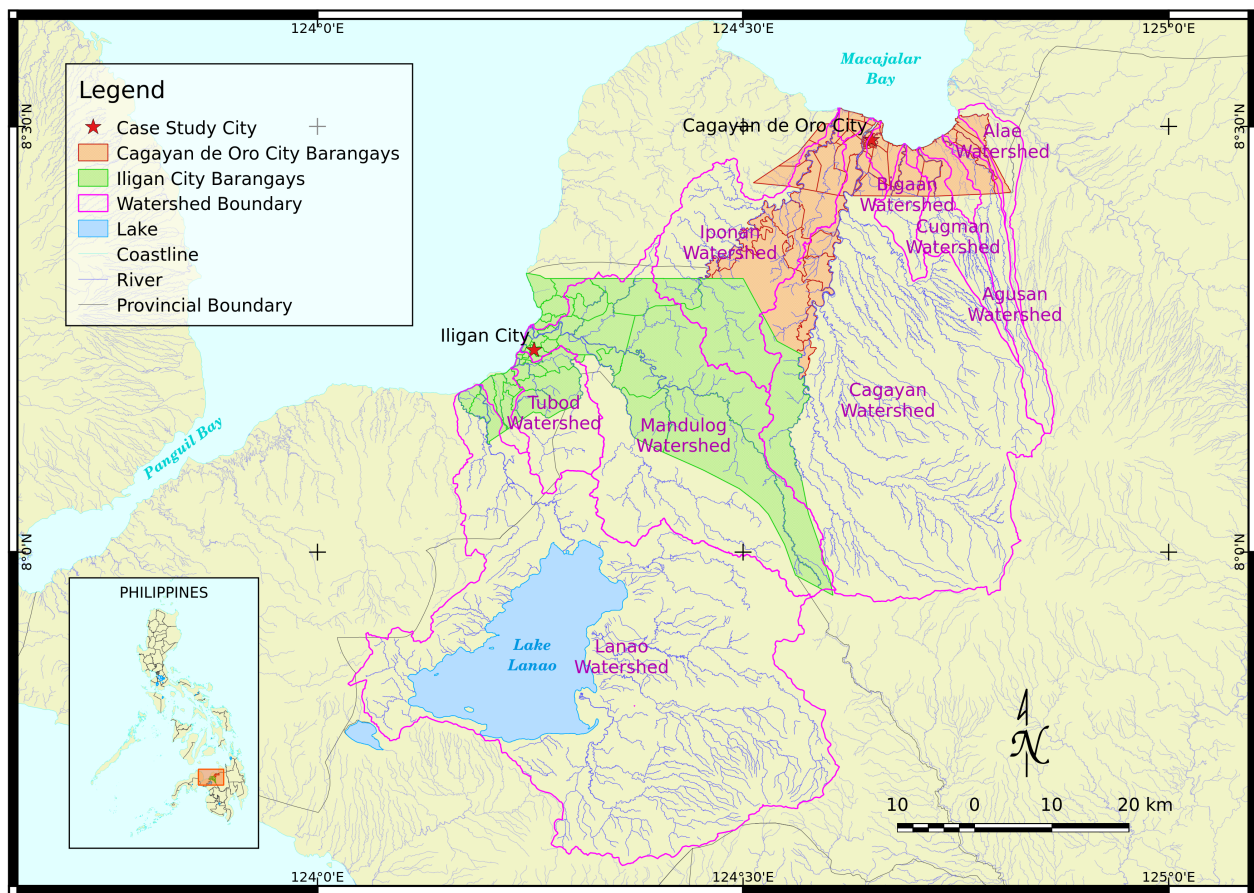 124°0'E
124°30'E
125°0'E
Macajalar
Bay
Legend
Case Study City
Cagayan de Oro City Barangays
Iligan City Barangays
Watershed Boundary
Lake
Coastline
River
Provincial Boundary
8°30'N
8°30'N
Cagayan de Oro City
Alae
Watershed
Bigaan
Watershed
Iponan
Watershed
Cugman
Watershed
Agusan
Watershed
Iligan City
Tubod
Watershed
Mandulog
Watershed
Cagayan
Watershed
Panguil Bay
8°0'N
8°0'N
PHILIPPINES
Lake
Lanao
Lanao
Watershed
N
10 0 10 20 km
124°0'E
124°30'E
125°0'E